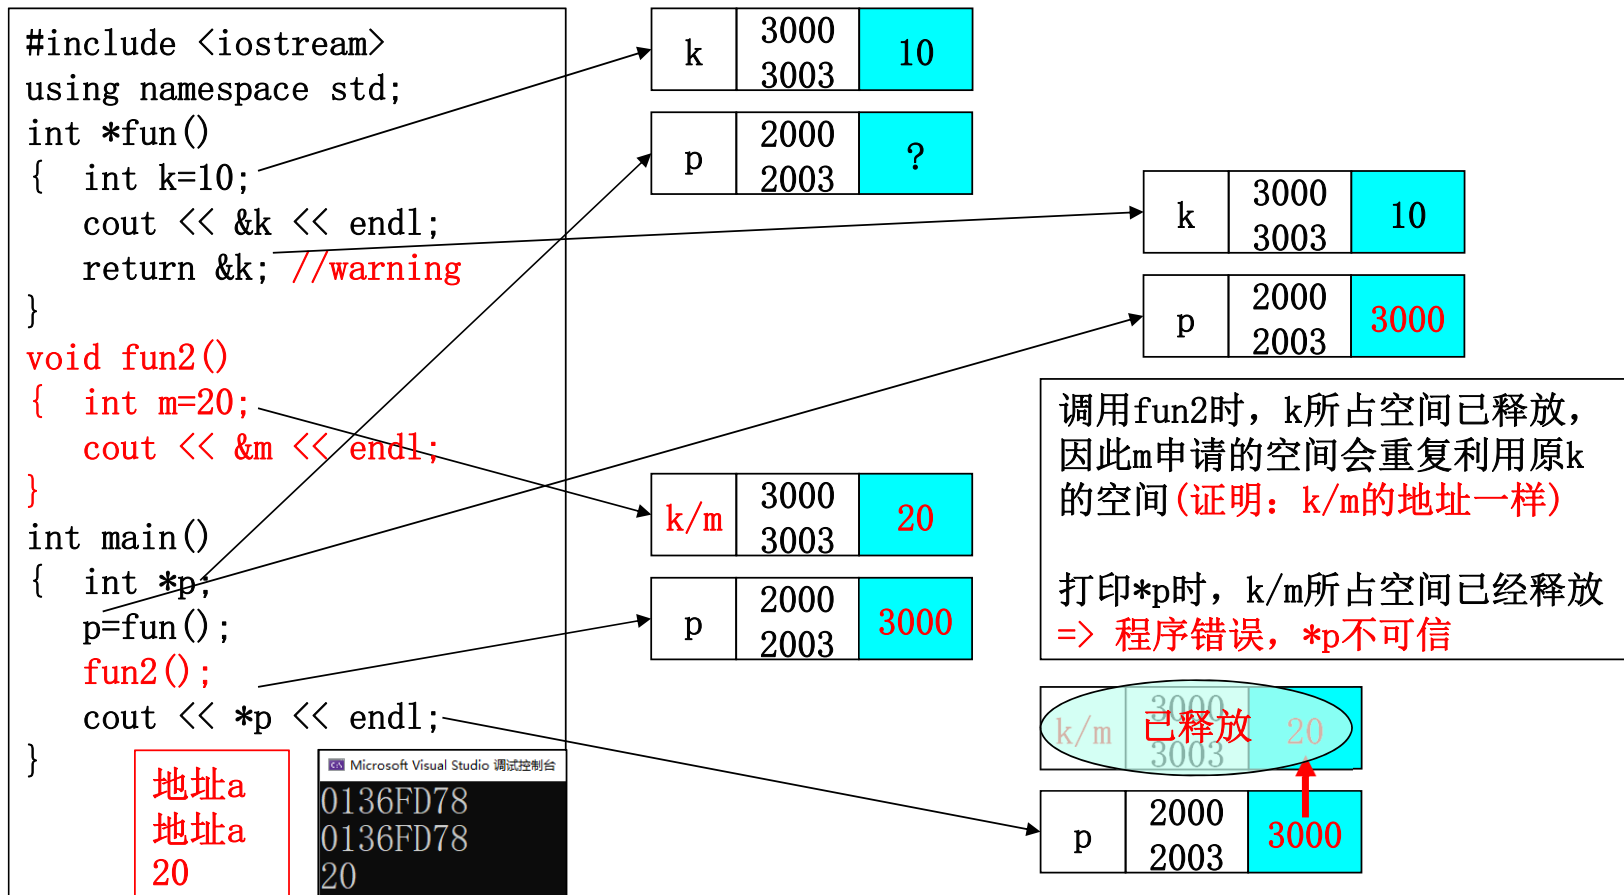 #include <iostream>
using namespace std;
int *fun()
{  int k=10;
   cout << &k << endl;
   return &k; //warning
}
void fun2()
{  int m=20;
   cout << &m << endl;
}
int main()
{  int *p;
   p=fun();
   fun2();
   cout << *p << endl;
}
地址a
地址a
20
Microsoft Visual Studio 调试控制台
0136FD78
0136FD78
20
k 3000 10
3003
p 2000 ?
2003
k 3000 10
3003
p 2000 3000
2003
k/m 3000 20
3003
p 2000 3000
2003
调用fun2时，k所占空间已释放，
因此m申请的空间会重复利用原k
的空间(证明：k/m的地址一样)
打印*p时，k/m所占空间已经释放
=> 程序错误，*p不可信
k/m 3000 20
3003
已释放
p 2000 3000
2003